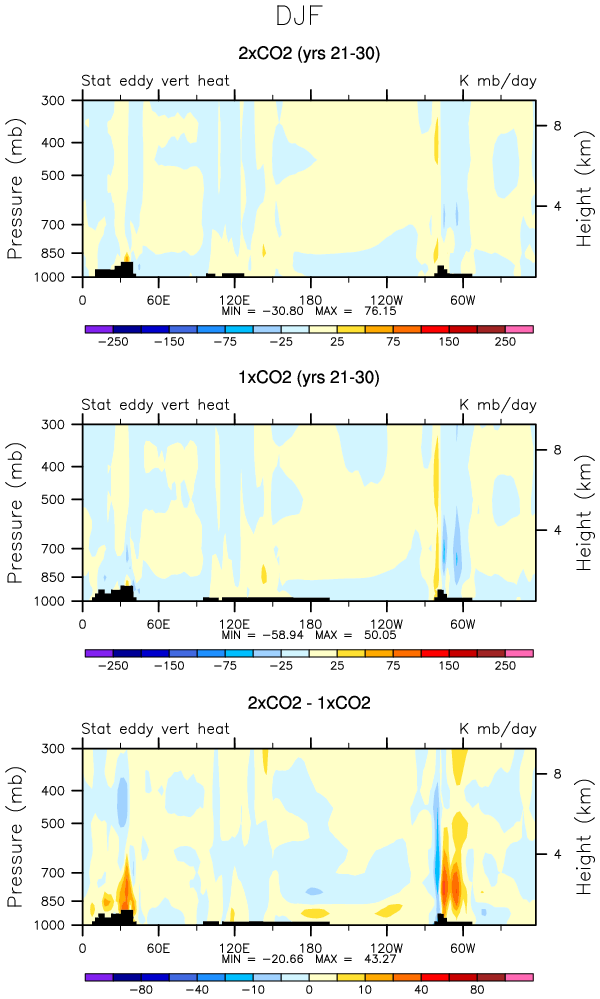 DJF
2xCO2 (yrs 21-30)
Stat eddy vert heat K mb/day
Pressure (mb)
300
400
500
700
850
1000
8
4
Height (km)
0 60E 120E 180 120W 60W
MIN = -30.80 MAX = 76.15
-250 -150 -75 -25 0 25 75 150 250
1xCO2 (yrs 21-30)
Stat eddy vert heat K mb/day
Pressure (mb)
300
400
500
700
850
1000
8
4
Height (km)
0 60E 120E 180 120W 60W
MIN = -58.94 MAX = 50.05
-250 -150 -75 -25 0 25 75 150 250
2xCO2 - 1xCO2
Stat eddy vert heat K mb/day
Pressure (mb)
300
400
500
700
850
1000
8
4
Height (km)
0 60E 120E 180 120W 60W
MIN = -20.66 MAX = 43.27
-80 -40 -10 0 10 40 80